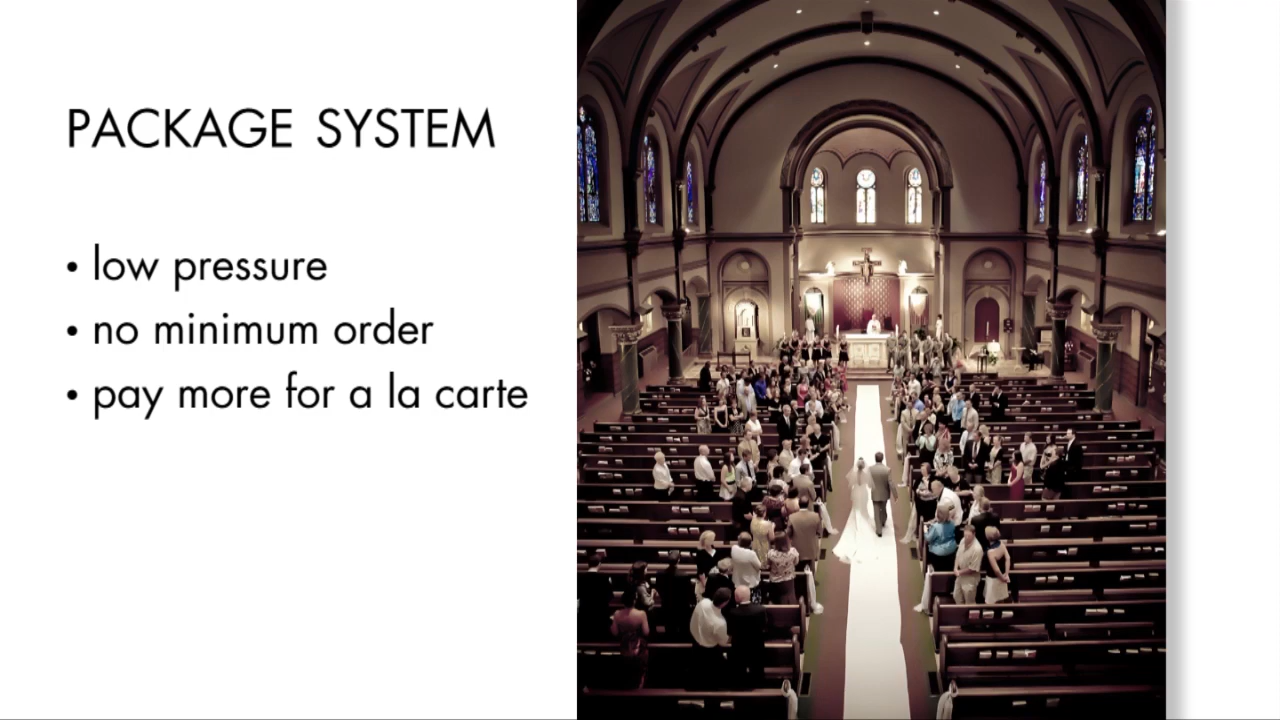 PACKAGE SYSTEM
• low pressure
• no minimum order
• pay more for a la carte